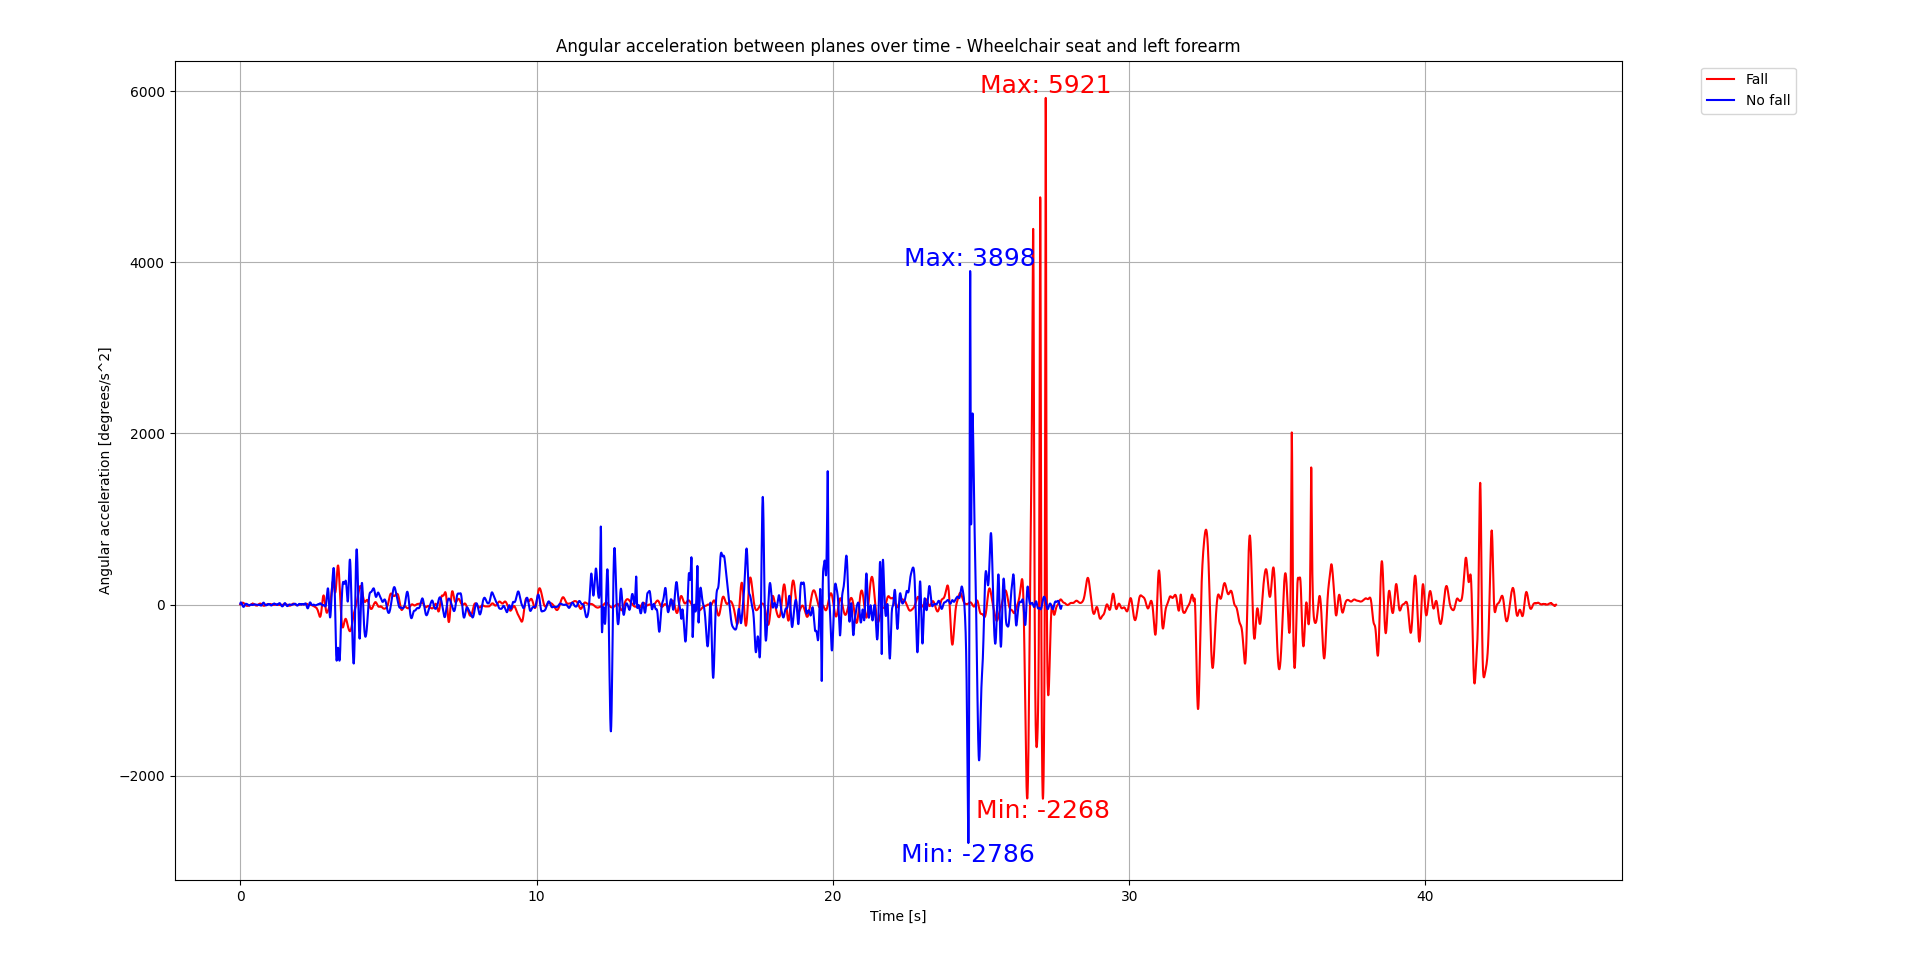 Angular acceleration between planes over time - Wheelchair seat and left forearm
Fall
No fall
Max: 5921
Max: 3898
Min: -2268
Min: -2786
6000
4000
2000
0
−2000
Angular acceleration [degrees/s^2]
0 10 20 30 40
Time [s]